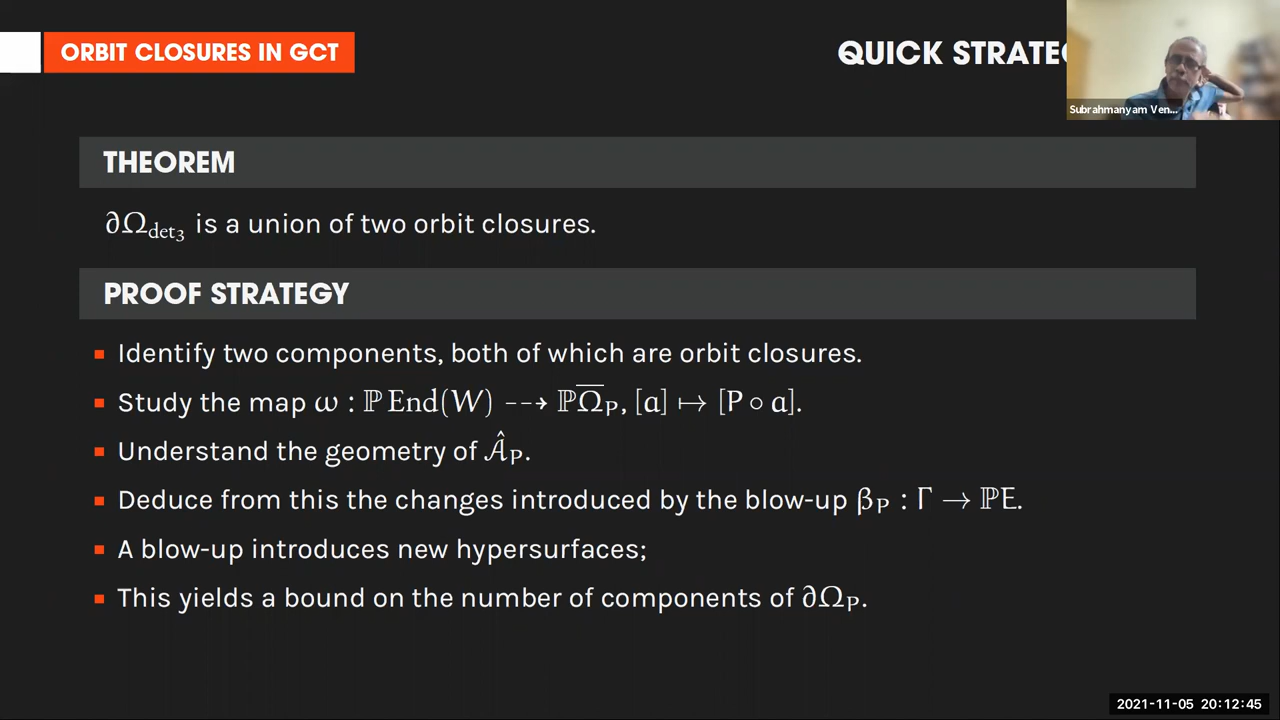 ORBIT CLOSURES IN GCT
QUICK
Subrahmanyam Ven...
THEOREM
∂Ω_det₃ is a union of two orbit closures.
PROOF STRATEGY
Identify two components, both of which are orbit closures.
Study the map ω : ℙ End(W) ⇢ ℙΩ̅_P, [a] ↦ [P ∘ a].
Understand the geometry of 𝒜̂_P.
Deduce from this the changes introduced by the blow-up β_P : Γ → ℙE.
A blow-up introduces new hypersurfaces;
This yields a bound on the number of components of ∂Ω_P.
2021-11-05 20:12:45